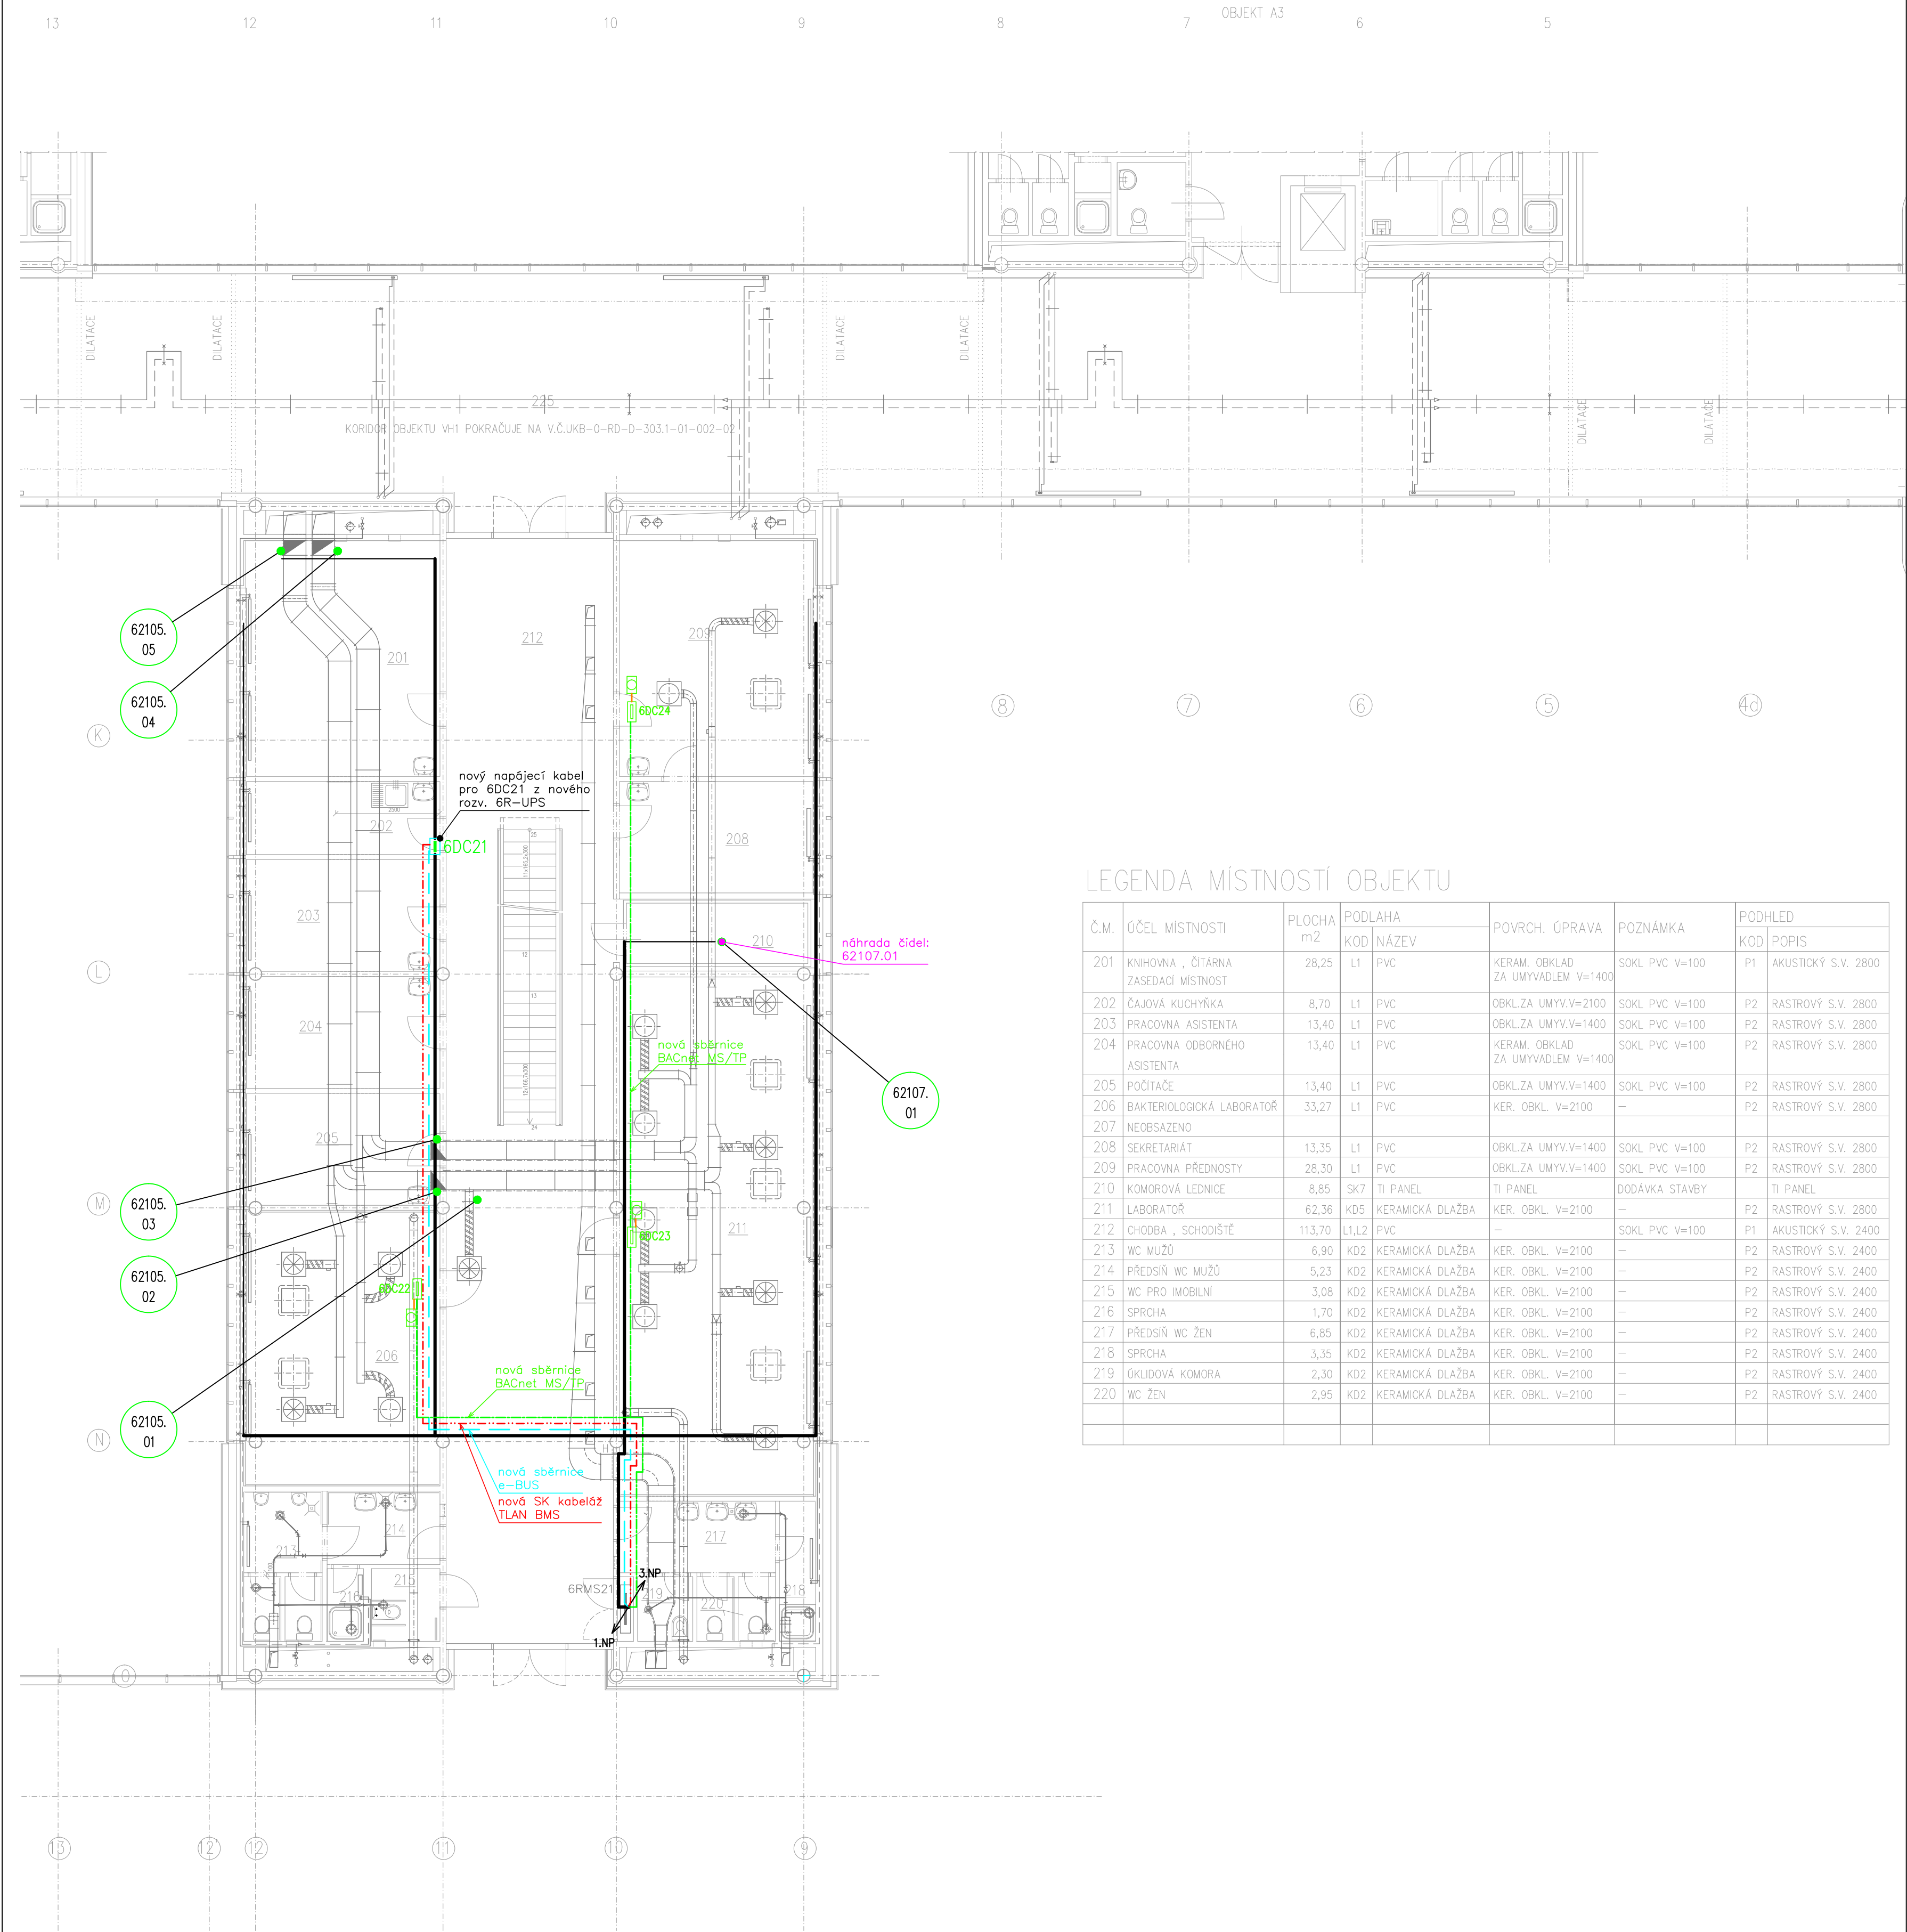 OBJEKT A3
13 12 11 10 9 8 7 6 5
DILATACE
DILATACE
DILATACE
DILATACE
DILATACE
DILATACE
225
KORIDOR OBJEKTU VH1 POKRAČUJE NA V.Č.UKB-0-RD-D-303.1-01-002-02
62105.
05
62105.
04
201
212
209
6DC24
K
8 7 6 5 4d
nový napájecí kabel
pro 6DC21 z nového
rozv. 6R-UPS
2500
202
6DC21
25
11x169,2x300
208
203
12
210
náhrada čidel:
62107.01
L
13
204
nová sběrnice
BACnet MS/TP
12x166,7x300
24
62107.
01
205
M
62105.
03
211
6DC23
62105.
02
6DC22
206
nová sběrnice
BACnet MS/TP
62105.
01
N
H
nová sběrnice
e-BUS
nová SK kabeláž
TLAN BMS
214
217
213
215
3.NP
6RMS21
216
219
218
220
1.NP
O
13 12' 12 11 10 9
LEGENDA MÍSTNOSTÍ OBJEKTU
Č.M. ÚČEL MÍSTNOSTI PLOCHA m2 PODLAHA POVRCH. ÚPRAVA POZNÁMKA PODHLED
KOD NÁZEV KOD POPIS
201 KNIHOVNA , ČÍTÁRNA 28,25 L1 PVC KERAM. OBKLAD SOKL PVC V=100 P1 AKUSTICKÝ S.V. 2800
ZASEDACÍ MÍSTNOST ZA UMYVADLEM V=1400
202 ČAJOVÁ KUCHYŇKA 8,70 L1 PVC OBKL.ZA UMYV.V=2100 SOKL PVC V=100 P2 RASTROVÝ S.V. 2800
203 PRACOVNA ASISTENTA 13,40 L1 PVC OBKL.ZA UMYV.V=1400 SOKL PVC V=100 P2 RASTROVÝ S.V. 2800
204 PRACOVNA ODBORNÉHO 13,40 L1 PVC KERAM. OBKLAD SOKL PVC V=100 P2 RASTROVÝ S.V. 2800
ASISTENTA ZA UMYVADLEM V=1400
205 POČÍTAČE 13,40 L1 PVC OBKL.ZA UMYV.V=1400 SOKL PVC V=100 P2 RASTROVÝ S.V. 2800
206 BAKTERIOLOGICKÁ LABORATOŘ 33,27 L1 PVC KER. OBKL. V=2100 – P2 RASTROVÝ S.V. 2800
207 NEOBSAZENO
208 SEKRETARIÁT 13,35 L1 PVC OBKL.ZA UMYV.V=1400 SOKL PVC V=100 P2 RASTROVÝ S.V. 2800
209 PRACOVNA PŘEDNOSTY 28,30 L1 PVC OBKL.ZA UMYV.V=1400 SOKL PVC V=100 P2 RASTROVÝ S.V. 2800
210 KOMOROVÁ LEDNICE 8,85 SK7 TI PANEL TI PANEL DODÁVKA STAVBY TI PANEL
211 LABORATOŘ 62,36 KD5 KERAMICKÁ DLAŽBA KER. OBKL. V=2100 – P2 RASTROVÝ S.V. 2800
212 CHODBA , SCHODIŠTĚ 113,70 L1,L2 PVC – SOKL PVC V=100 P1 AKUSTICKÝ S.V. 2400
213 WC MUŽŮ 6,90 KD2 KERAMICKÁ DLAŽBA KER. OBKL. V=2100 – P2 RASTROVÝ S.V. 2400
214 PŘEDSÍŇ WC MUŽŮ 5,23 KD2 KERAMICKÁ DLAŽBA KER. OBKL. V=2100 – P2 RASTROVÝ S.V. 2400
215 WC PRO IMOBILNÍ 3,08 KD2 KERAMICKÁ DLAŽBA KER. OBKL. V=2100 – P2 RASTROVÝ S.V. 2400
216 SPRCHA 1,70 KD2 KERAMICKÁ DLAŽBA KER. OBKL. V=2100 – P2 RASTROVÝ S.V. 2400
217 PŘEDSÍŇ WC ŽEN 6,85 KD2 KERAMICKÁ DLAŽBA KER. OBKL. V=2100 – P2 RASTROVÝ S.V. 2400
218 SPRCHA 3,35 KD2 KERAMICKÁ DLAŽBA KER. OBKL. V=2100 – P2 RASTROVÝ S.V. 2400
219 ÚKLIDOVÁ KOMORA 2,30 KD2 KERAMICKÁ DLAŽBA KER. OBKL. V=2100 – P2 RASTROVÝ S.V. 2400
220 WC ŽEN 2,95 KD2 KERAMICKÁ DLAŽBA KER. OBKL. V=2100 – P2 RASTROVÝ S.V. 2400